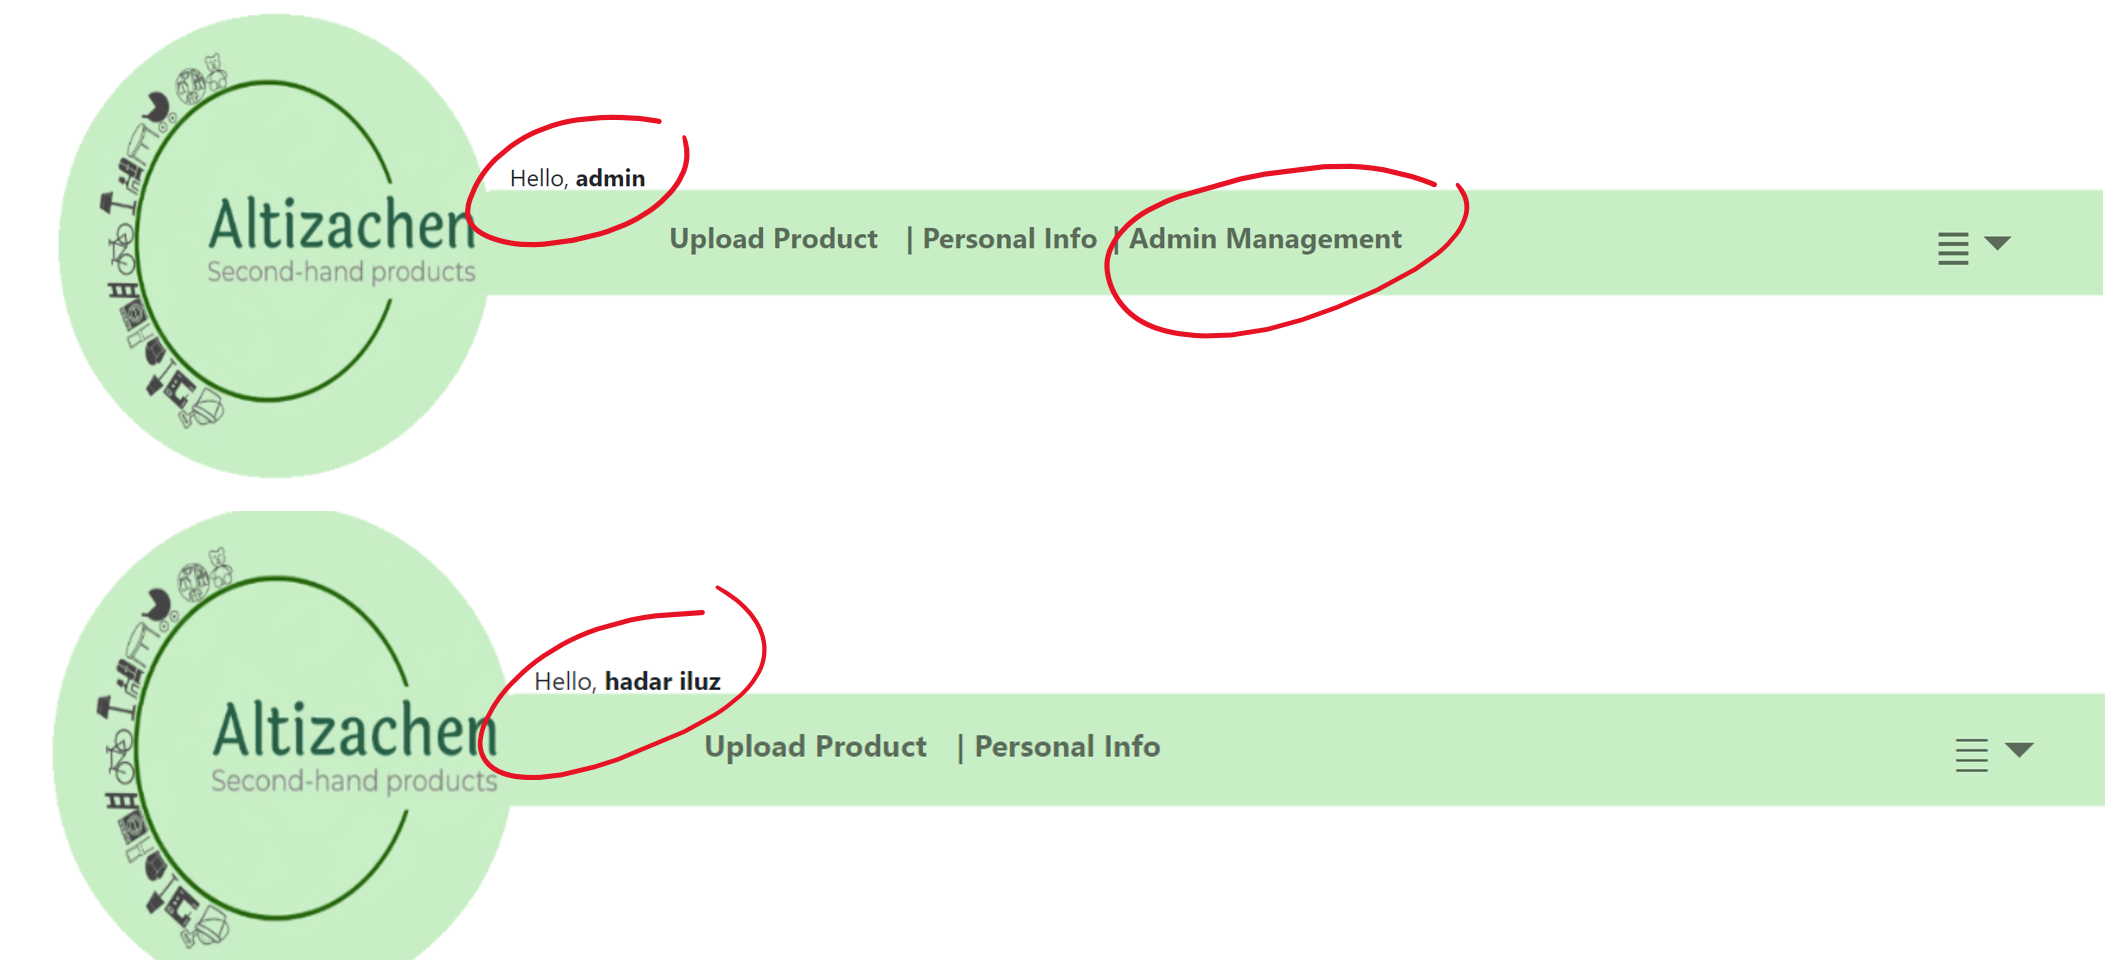 Hello, admin
Altizachen
Second-hand products
Upload Product | Personal Info | Admin Management
Hello, hadar iluz
Altizachen
Second-hand products
Upload Product | Personal Info